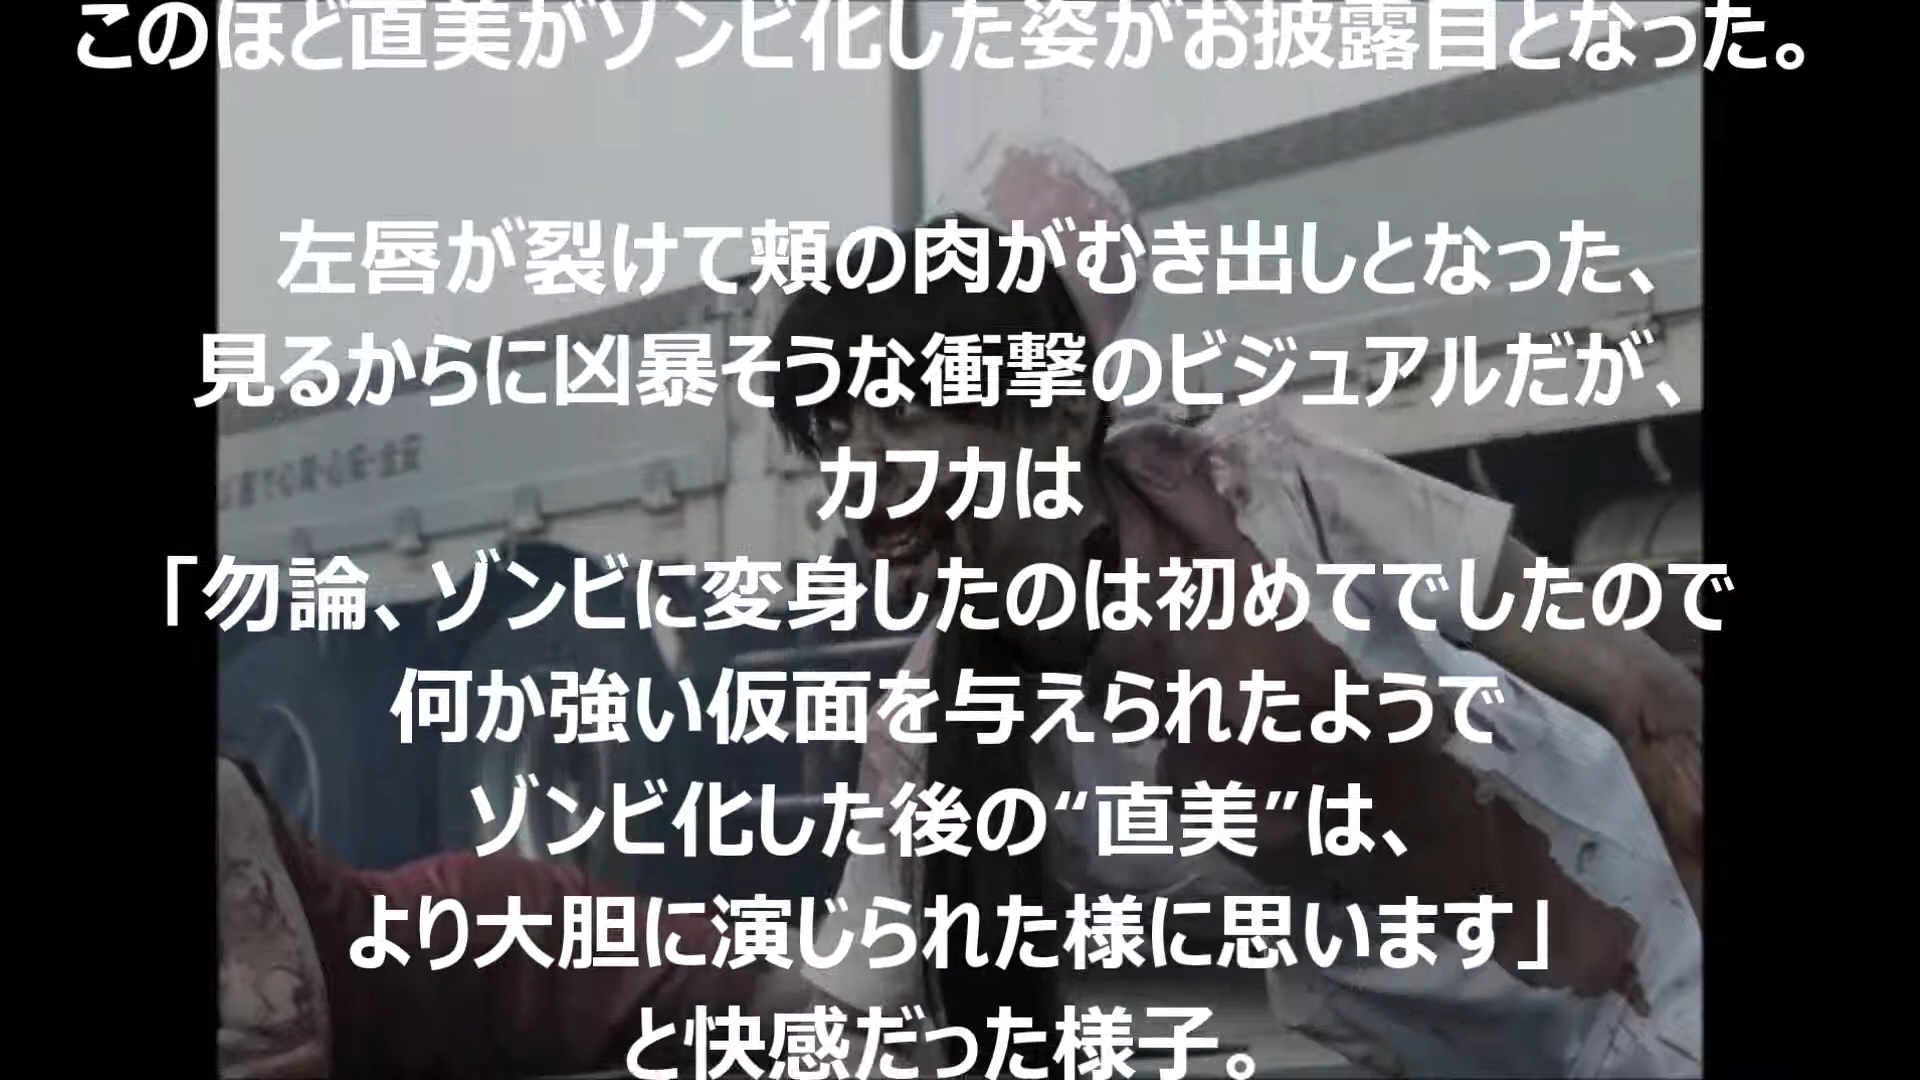 このほど直美がゾンビ化した姿がお披露目となった。
左唇が裂けて頬の肉がむき出しとなった、
見るからに凶暴そうな衝撃のビジュアルだが、
カフカは
「勿論、ゾンビに変身したのは初めてでしたので
何か強い仮面を与えられたようで
ゾンビ化した後の“直美”は、
より大胆に演じられた様に思います」
と快感だった様子。